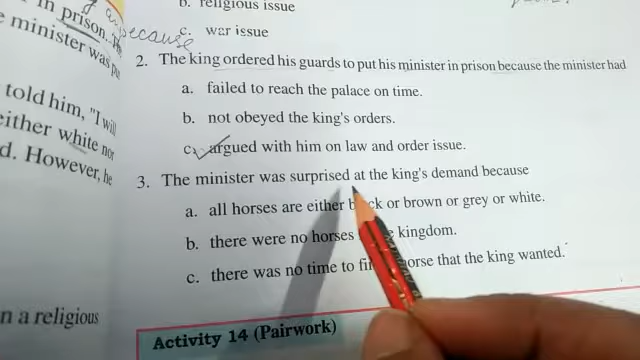 in prison.
because
e minister was
told him, "I will
either white nor
d. However, he
n a religious
b. religious issue
c. war issue
2. The king ordered his guards to put his minister in prison because the minister had
a. failed to reach the palace on time.
b. not obeyed the king's orders.
c. argued with him on law and order issue.
3. The minister was surprised at the king's demand because
a. all horses are either or brown or grey or white.
b. there were no horses kingdom.
c. there was no time to that the king wanted.
Activity 14 (Pairwork)